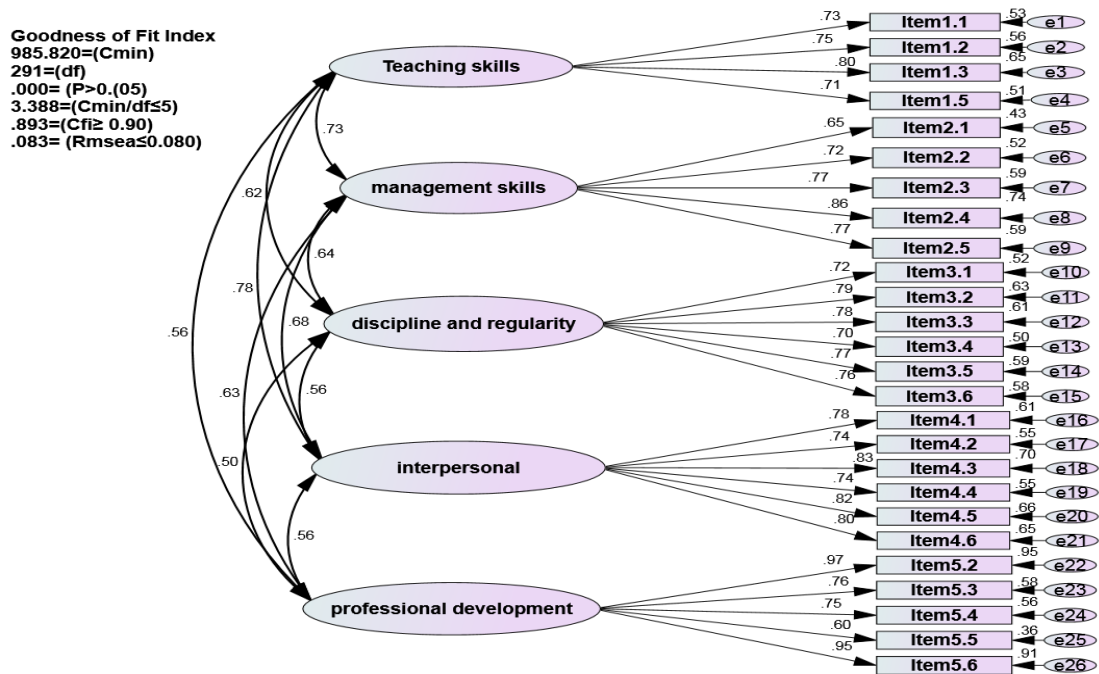 Goodness of Fit Index
985.820=(Cmin)
291=(df)
.000= (P>0.(05)
3.388=(Cmin/df≤5)
.893=(Cfi≥ 0.90)
.083= (Rmsea≤0.080)
Teaching skills
management skills
discipline and regularity
interpersonal
professional development
.73
.62
.64
.78
.68
.56
.56
.63
.50
.56
.73 Item1.1 .53 e1
.75 Item1.2 .56 e2
.80 Item1.3 .65 e3
.71 Item1.5 .51 e4
.65 Item2.1 .43 e5
.72 Item2.2 .52 e6
.77 Item2.3 .59 e7
.86 Item2.4 .74 e8
.77 Item2.5 .59 e9
.72 Item3.1 .52 e10
.79 Item3.2 .63 e11
.78 Item3.3 .61 e12
.70 Item3.4 .50 e13
.77 Item3.5 .59 e14
.76 Item3.6 .58 e15
.78 Item4.1 .61 e16
.74 Item4.2 .55 e17
.83 Item4.3 .70 e18
.74 Item4.4 .55 e19
.82 Item4.5 .66 e20
.80 Item4.6 .65 e21
.97 Item5.2 .95 e22
.76 Item5.3 .58 e23
.75 Item5.4 .56 e24
.60 Item5.5 .36 e25
.95 Item5.6 .91 e26